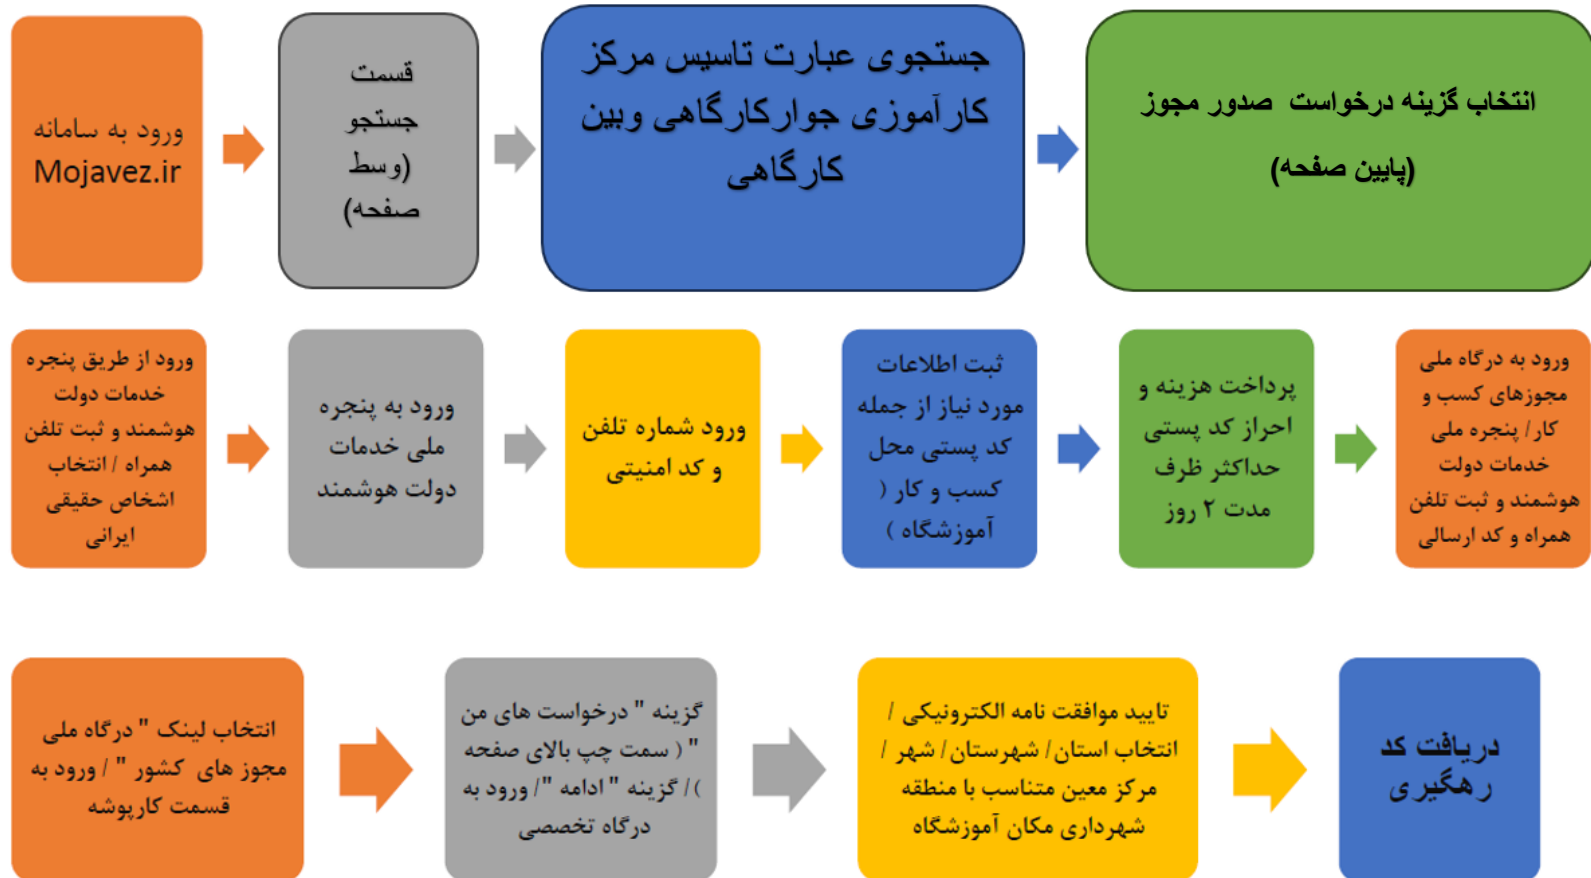 ورود به سامانه
Mojavez.ir
قسمت
جستجو
(وسط
صفحه)
جستجوی عبارت تاسیس مرکز
کارآموزی جوارکارگاهی وبین
کارگاهی
انتخاب گزینه درخواست صدور مجوز
(پایین صفحه)
ورود از طریق پنجره
خدمات دولت
هوشمند و ثبت تلفن
همراه / انتخاب
اشخاص حقیقی
ایرانی
ورود به پنجره
ملی خدمات
دولت هوشمند
ورود شماره تلفن
و کد امنیتی
ثبت اطلاعات
مورد نیاز از جمله
کد پستی محل
کسب و کار (
آموزشگاه )
پرداخت هزینه و
احراز کد پستی
حداکثر ظرف
مدت ۲ روز
ورود به درگاه ملی
مجوزهای کسب و
کار/ پنجره ملی
خدمات دولت
هوشمند و ثبت تلفن
همراه و کد ارسالی
انتخاب لینک " درگاه ملی
مجوز های کشور " / ورود به
قسمت کارپوشه
گزینه " درخواست های من
" ( سمت چپ بالای صفحه
)/ گزینه " ادامه "/ ورود به
درگاه تخصصی
تایید موافقت نامه الکترونیکی /
انتخاب استان/ شهرستان/ شهر /
مرکز معین متناسب با منطقه
شهرداری مکان آموزشگاه
دریافت کد
رهگیری